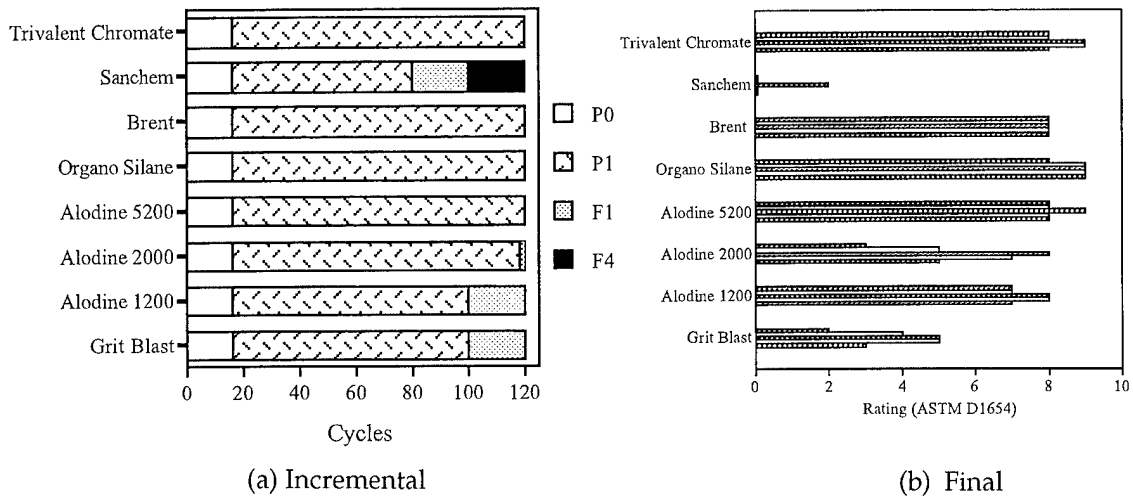 Trivalent Chromate
Sanchem
Brent
Organo Silane
Alodine 5200
Alodine 2000
Alodine 1200
Grit Blast
0 20 40 60 80 100 120
Cycles
(a) Incremental
P0
P1
F1
F4
Trivalent Chromate
Sanchem
Brent
Organo Silane
Alodine 5200
Alodine 2000
Alodine 1200
Grit Blast
0 2 4 6 8 10
Rating (ASTM D1654)
(b) Final